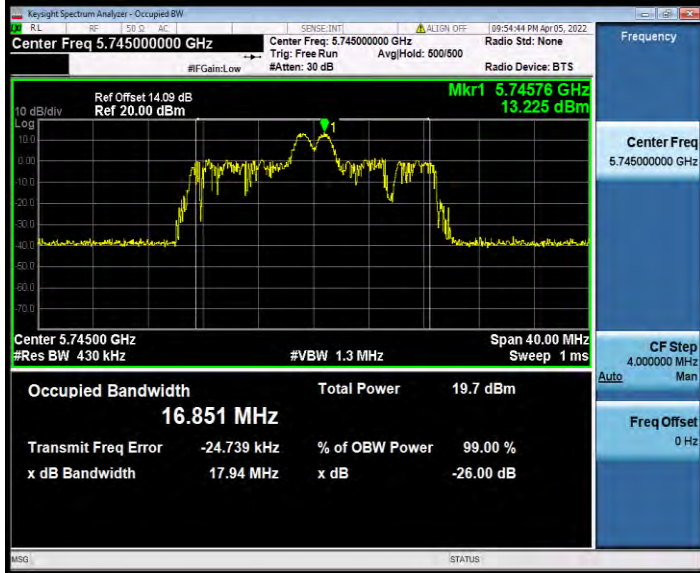 Keysight Spectrum Analyzer - Occupied BW
RL RF 50 Ω AC SENSE:INT ALIGN OFF 09:54:44 PM Apr 05, 2022
Center Freq 5.745000000 GHz Center Freq: 5.745000000 GHz Radio Std: None Frequency
Trig: Free Run Avg|Hold: 500/500
#IFGain:Low #Atten: 30 dB Radio Device: BTS
Ref Offset 14.09 dB Mkr1 5.74576 GHz
10 dB/div Ref 20.00 dBm 13.225 dBm
Log
10.0
0.00
-10.0
-20.0
-30.0
-40.0
-50.0
-60.0
-70.0
1
Center Freq
5.745000000 GHz
Center 5.74500 GHz Span 40.00 MHz
#Res BW 430 kHz #VBW 1.3 MHz Sweep 1 ms
CF Step
4.000000 MHz
Auto Man
Occupied Bandwidth Total Power 19.7 dBm
16.851 MHz
Transmit Freq Error -24.739 kHz % of OBW Power 99.00 %
x dB Bandwidth 17.94 MHz x dB -26.00 dB
Freq Offset
0 Hz
MSG STATUS